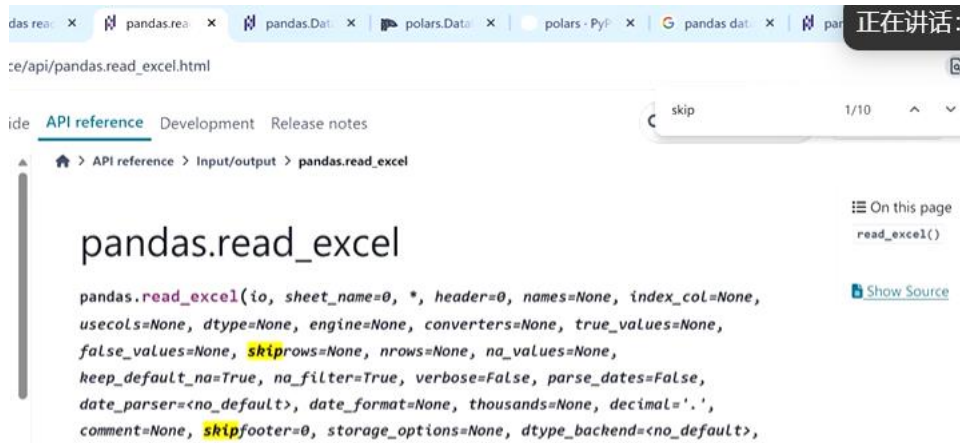 das rea × pandas.rea × pandas.Dat × polars.Data × polars · PyP × pandas dat × par
正在讲话:
ce/api/pandas.read_excel.html
skip 1/10
ide API reference Development Release notes
> API reference > Input/output > pandas.read_excel
On this page
read_excel()
Show Source
pandas.read_excel
pandas.read_excel(io, sheet_name=0, *, header=0, names=None, index_col=None,
usecols=None, dtype=None, engine=None, converters=None, true_values=None,
false_values=None, skiprows=None, nrows=None, na_values=None,
keep_default_na=True, na_filter=True, verbose=False, parse_dates=False,
date_parser=<no_default>, date_format=None, thousands=None, decimal='.',
comment=None, skipfooter=0, storage_options=None, dtype_backend=<no_default>,